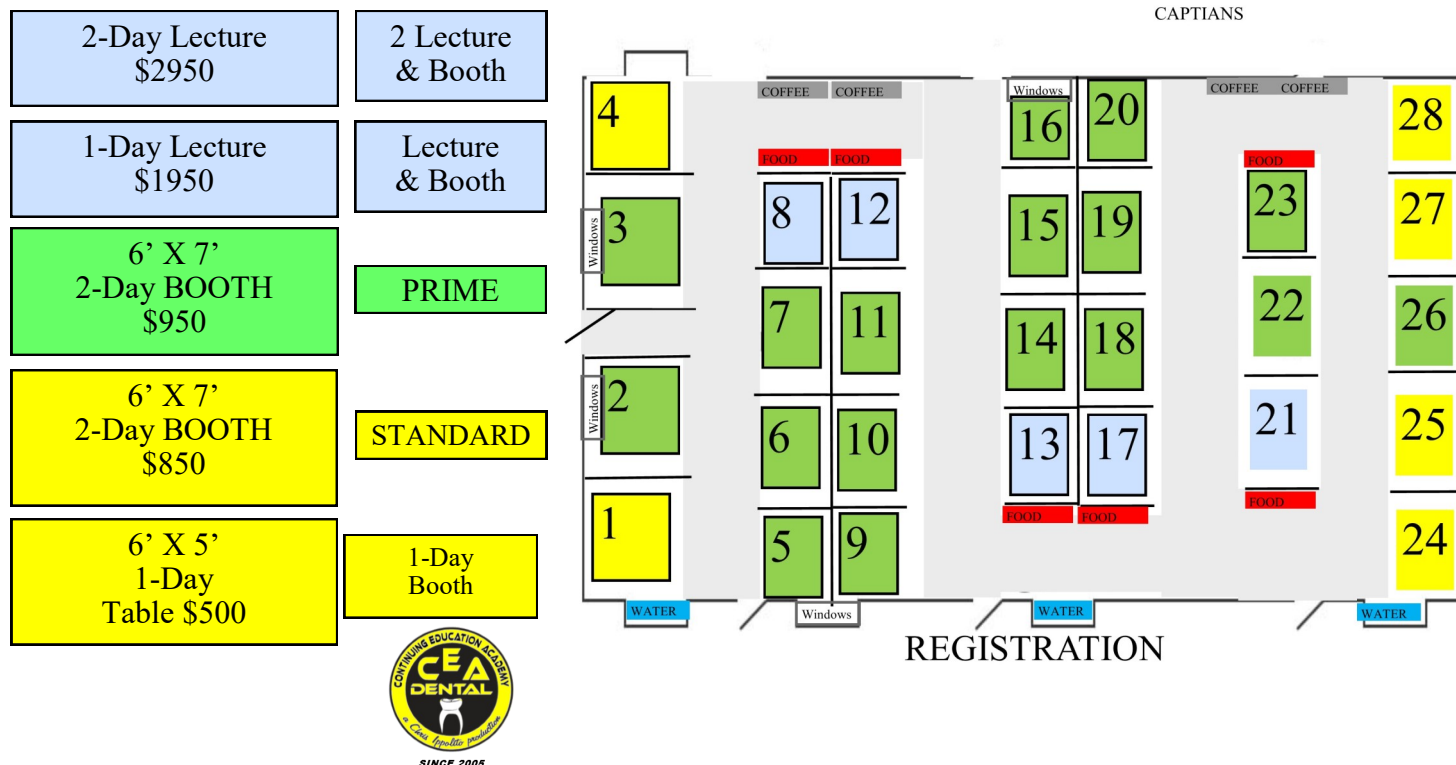 2-Day Lecture
$2950
2 Lecture
& Booth
1-Day Lecture
$1950
Lecture
& Booth
6’ X 7’
2-Day BOOTH
$950
PRIME
6’ X 7’
2-Day BOOTH
$850
STANDARD
6’ X 5’
1-Day
Table $500
1-Day
Booth
CONTINUING EDUCATION ACADEMY
CEA
DENTAL
a Chris Ippolito production
SINCE 2005
CAPTIANS
COFFEE COFFEE
Windows
COFFEE COFFEE
4
16
20
28
FOOD FOOD
FOOD
3
Windows
8
12
15
19
23
27
7
11
14
18
22
26
2
Windows
6
10
13
17
21
25
FOOD
FOOD FOOD
1
5
9
24
WATER
Windows
WATER
WATER
REGISTRATION